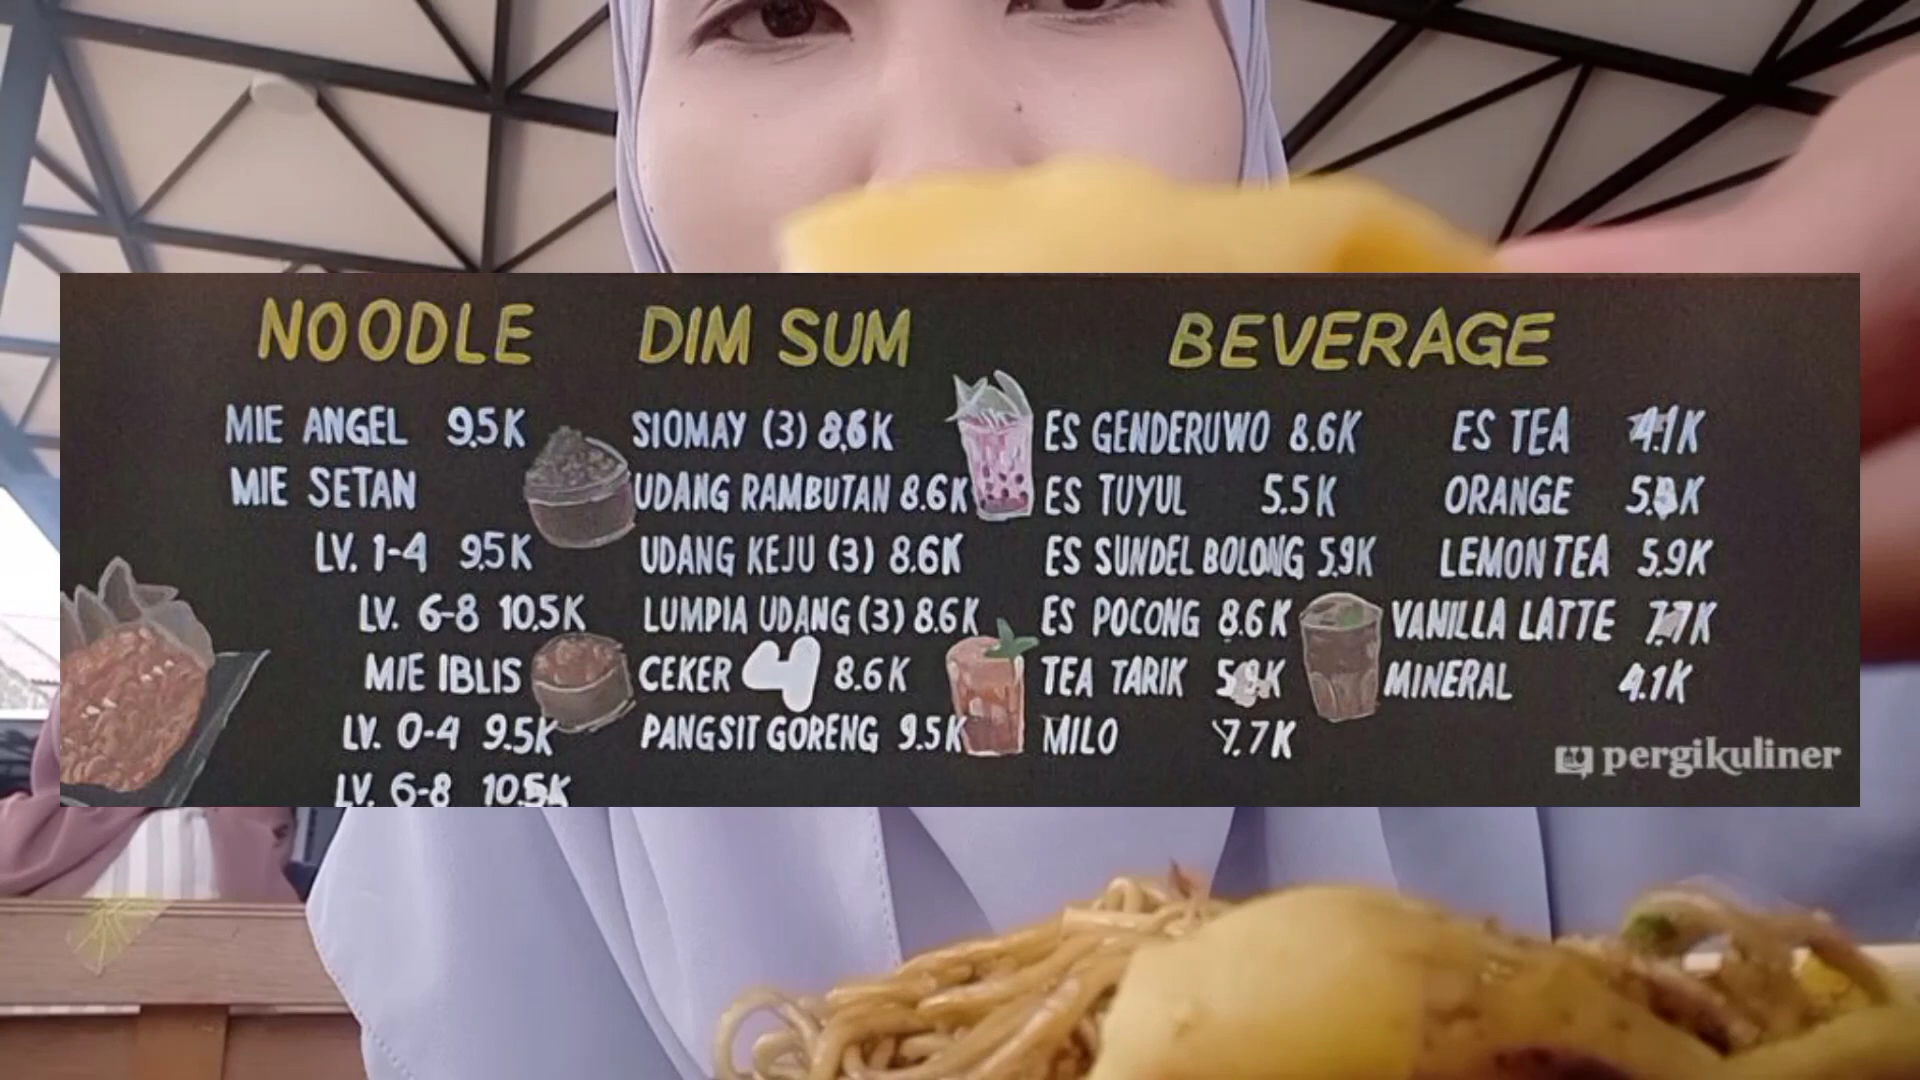 NOODLE
MIE ANGEL 9.5K
MIE SETAN
LV. 1-4 9.5K
LV. 6-8 10.5K
MIE IBLIS
LV. 0-4 9.5K
LV. 6-8 10.5K
DIM SUM
SIOMAY (3) 8.6K
UDANG RAMBUTAN 8.6K
UDANG KEJU (3) 8.6K
LUMPIA UDANG (3) 8.6K
CEKER 4 8.6K
PANGSIT GORENG 9.5K
BEVERAGE
ES GENDERUWO 8.6K
ES TUYUL 5.5K
ES SUNDEL BOLONG 5.9K
ES POCONG 8.6K
TEA TARIK
MILO 7.7K
ES TEA 4.1K
ORANGE
LEMON TEA 5.9K
VANILLA LATTE 7.7K
MINERAL 4.1K
pergikuliner